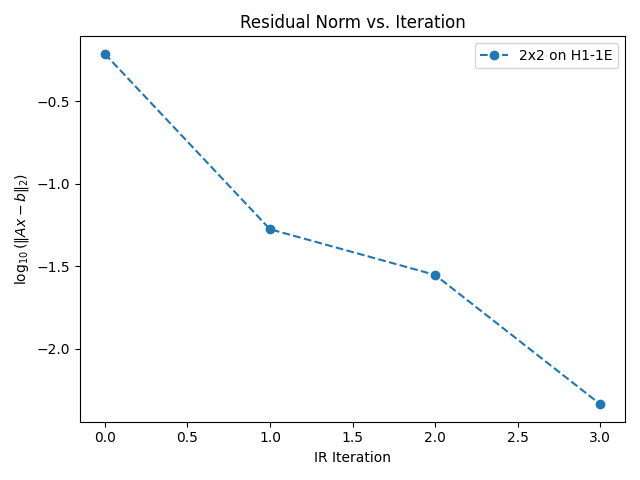 Residual Norm vs. Iteration
2x2 on H1-1E
log₁₀(‖Ax − b‖₂)
−0.5
−1.0
−1.5
−2.0
0.0 0.5 1.0 1.5 2.0 2.5 3.0
IR Iteration